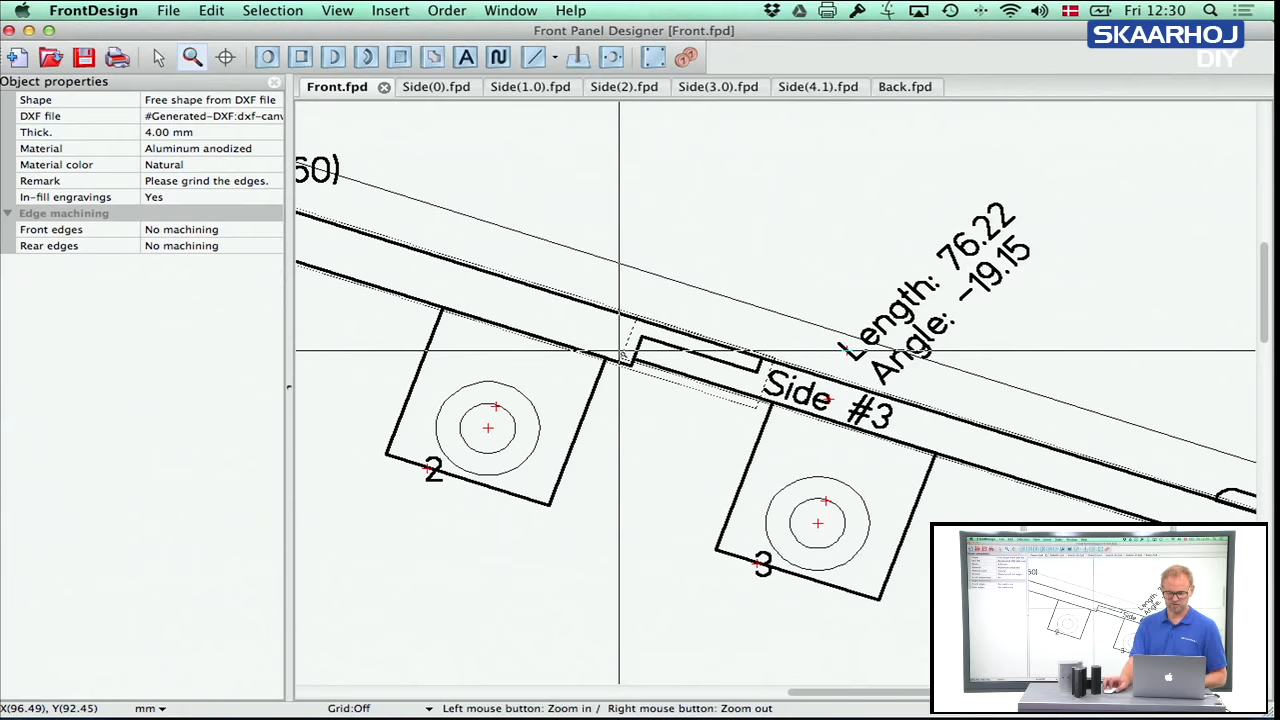 FrontDesign File Edit Selection View Insert Order Window Help Fri 12:30
Front Panel Designer [Front.fpd]
SKAARHOJ
DIY
Object properties
Front.fpd Side(0).fpd Side(1.0).fpd Side(2).fpd Side(3.0).fpd Side(4.1).fpd Back.fpd
Shape Free shape from DXF file
DXF file #Generated-DXF:dxf-canv
Thick. 4.00 mm
Material Aluminum anodized
Material color Natural
Remark Please grind the edges.
In-fill engravings Yes
Edge machining
Front edges No machining
Rear edges No machining
60)
Length: 76.22
Angle: -19.15
Side #3
2
3
X(96.49), Y(92.45) mm Grid:Off Left mouse button: Zoom in / Right mouse button: Zoom out